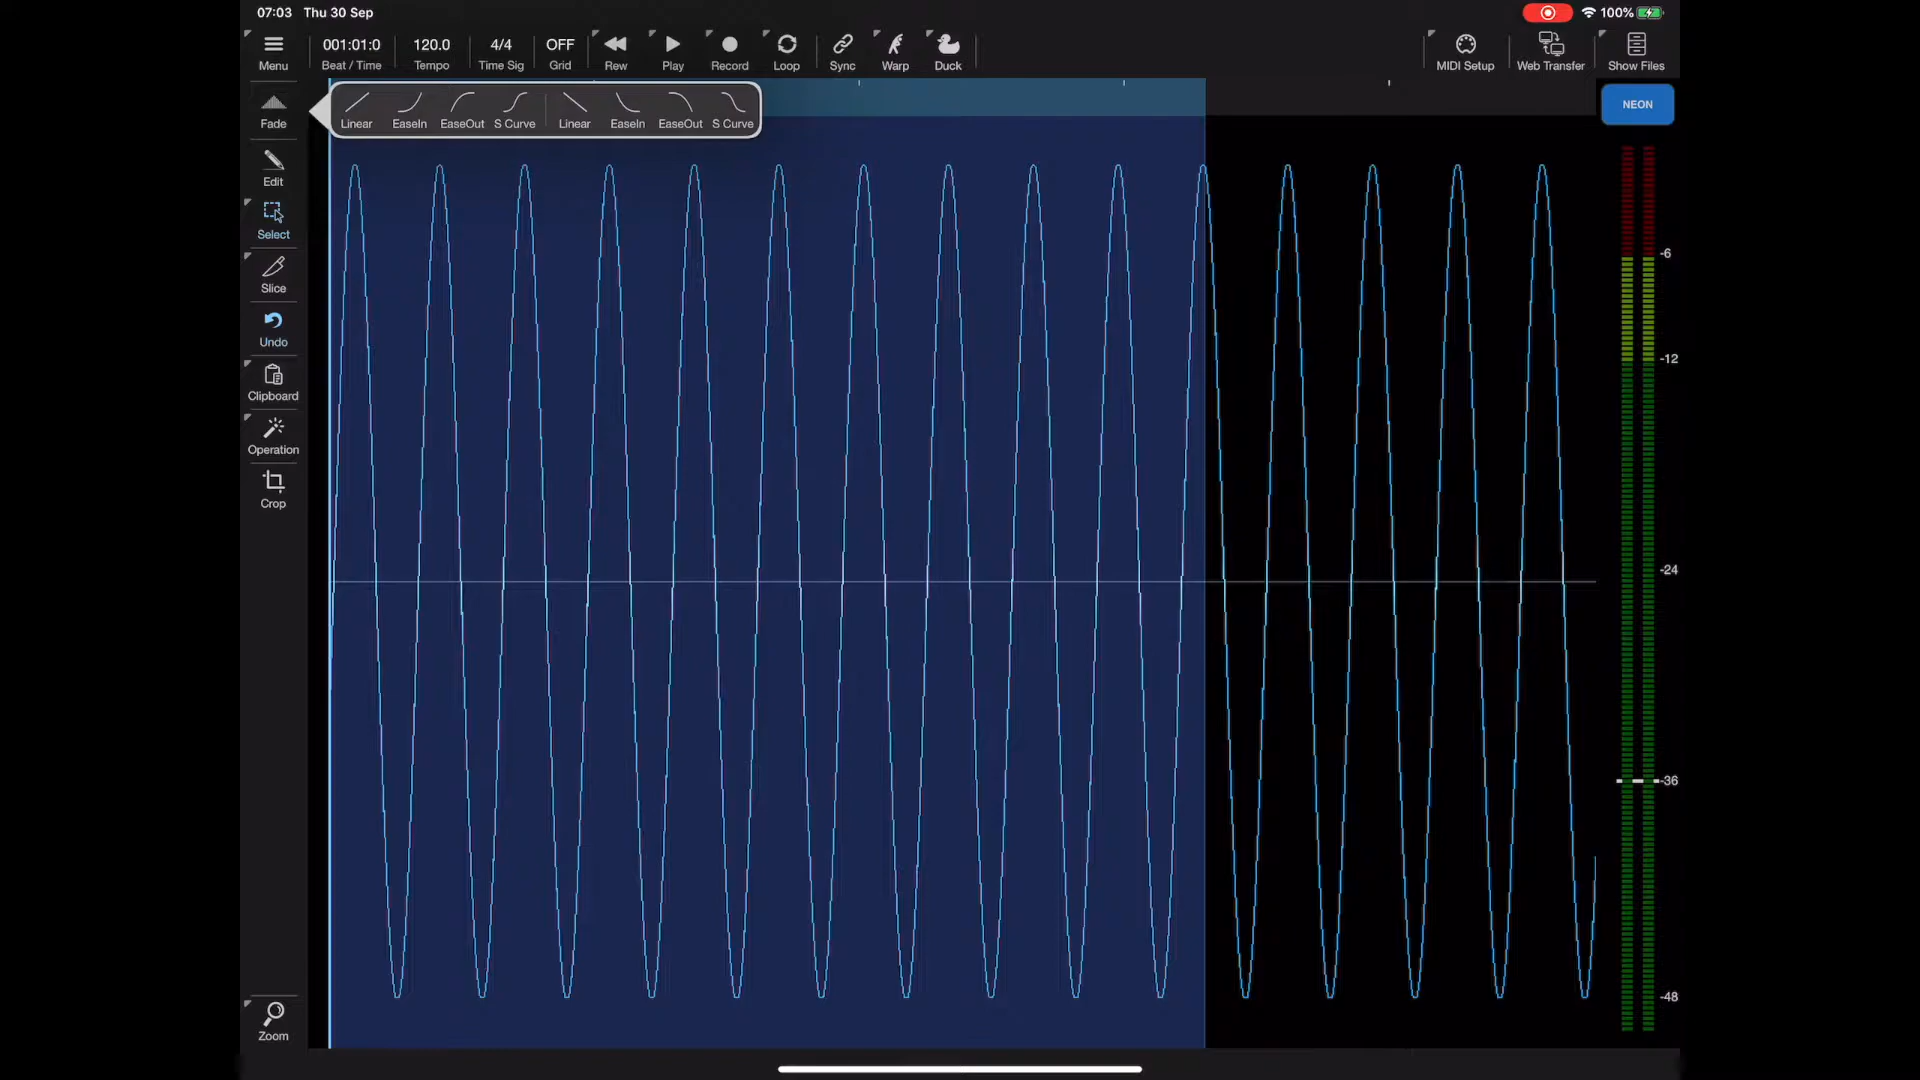 07:03 Thu 30 Sep
100%
001:01:0 120.0 4/4 OFF
Menu Beat / Time Tempo Time Sig Grid Rew Play Record Loop Sync Warp Duck MIDI Setup Web Transfer Show Files
Fade Linear EaseIn EaseOut S Curve Linear EaseIn EaseOut S Curve
NEON
Edit
Select
Slice
Undo
Clipboard
Operation
Crop
Zoom
-6
-12
-24
-36
-48